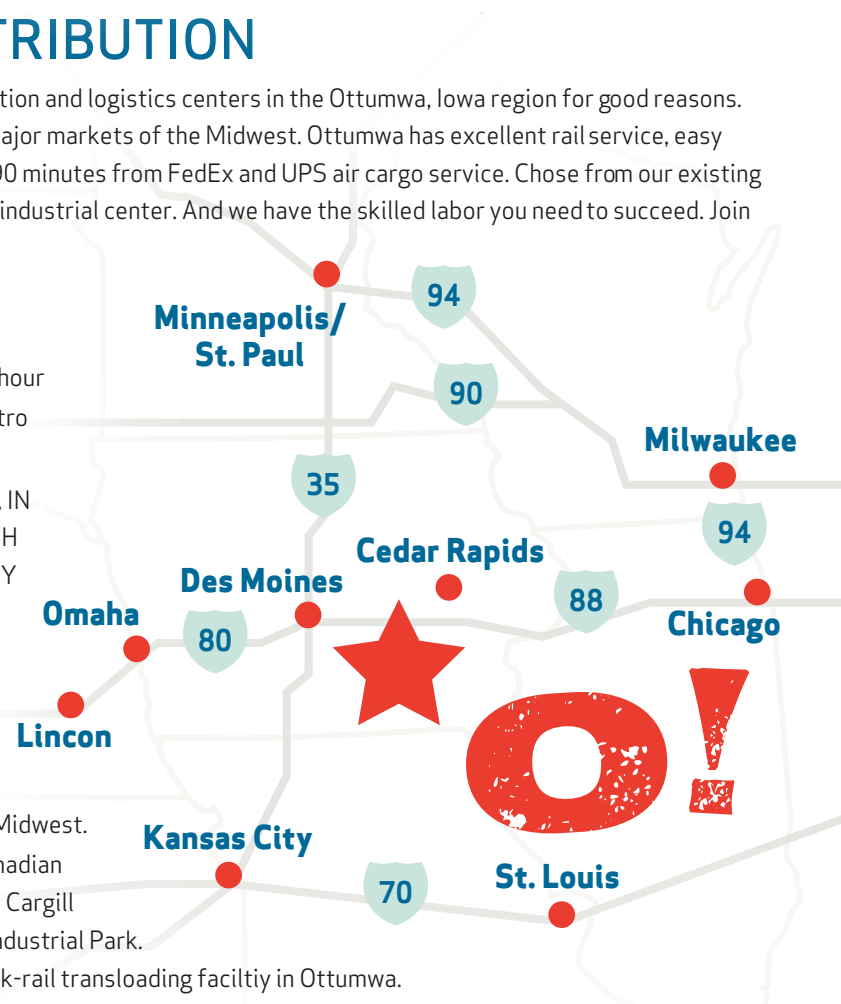 TRIBUTION
tion and logistics centers in the Ottumwa, Iowa region for good reasons.
ajor markets of the Midwest. Ottumwa has excellent rail service, easy
90 minutes from FedEx and UPS air cargo service. Chose from our existing
industrial center. And we have the skilled labor you need to succeed. Join
94
Minneapolis/
St. Paul
hour
90
tro
Milwaukee
35
, IN
H
94
Cedar Rapids
Y
Des Moines
88
Omaha
Chicago
80
Lincon
O!
Midwest.
Kansas City
nadian
St. Louis
70
Cargill
ndustrial Park.
k-rail transloading faciltiy in Ottumwa.